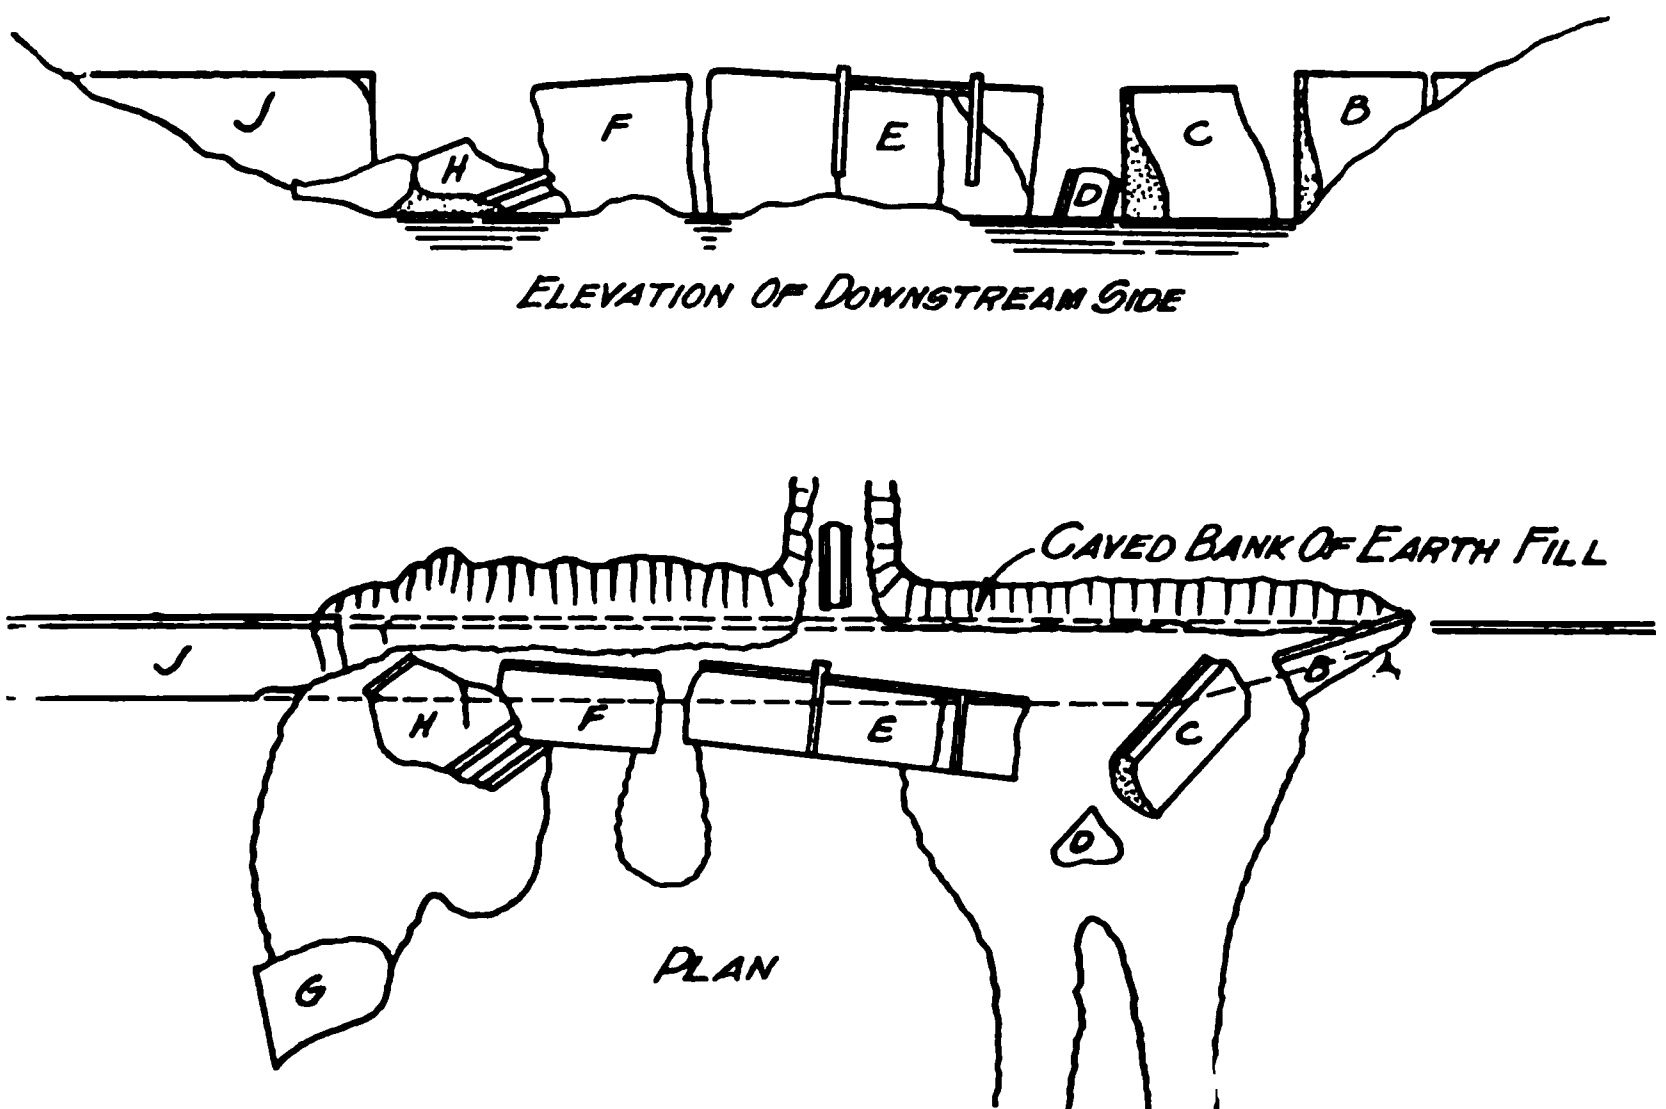 J
H
F
E
D
C
B
ELEVATION OF DOWNSTREAM SIDE
CAVED BANK OF EARTH FILL
J
H
F
E
C
B
A
D
G
PLAN